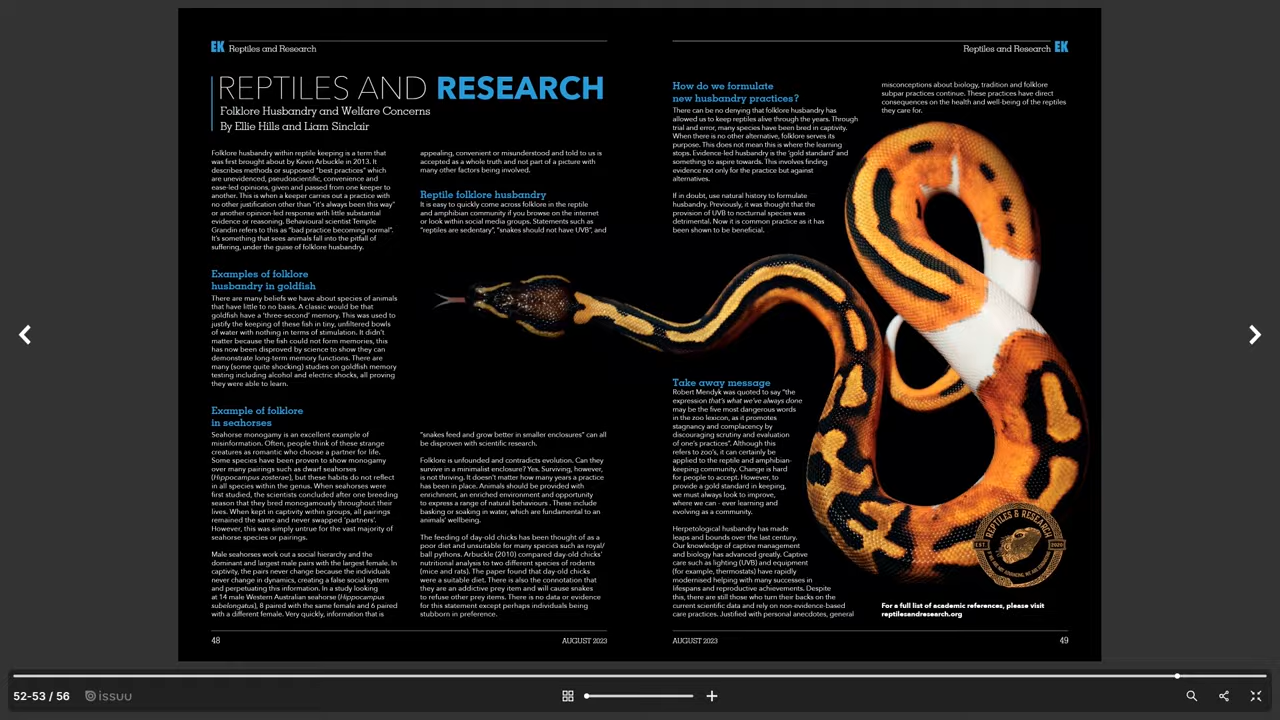 EK Reptiles and Research
REPTILES AND RESEARCH
Folklore Husbandry and Welfare Concerns
By Ellie Hills and Liam Sinclair
Folklore husbandry within reptile keeping is a term that
was first brought about by Kevin Arbuckle in 2013. It
describes methods or supposed "best practices" which
are unevidenced, pseudoscientific, convenience and
ease-led opinions, given and passed from one keeper to
another. This is when a keeper carries out a practice with
no other justification other than "it's always been this way"
or another opinion-led response with little substantial
evidence or reasoning. Behavioural scientist Temple
Grandin refers to this as "bad practice becoming normal".
It's something that sees animals fall into the pitfall of
suffering, under the guise of folklore husbandry.
Examples of folklore
husbandry in goldfish
There are many beliefs we have about species of animals
that have little to no basis. A classic would be that
goldfish have a 'three-second' memory. This was used to
justify the keeping of these fish in tiny, unfiltered bowls
of water with nothing in terms of stimulation. It didn't
matter because the fish could not form memories, this
has now been disproved by science to show they can
demonstrate long-term memory functions. There are
many (some quite shocking) studies on goldfish memory
testing including alcohol and electric shocks, all proving
they were able to learn.
Example of folklore
in seahorses
Seahorse monogamy is an excellent example of
misinformation. Often, people think of these strange
creatures as romantic who choose a partner for life.
Some species have been proven to show monogamy
over many pairings such as dwarf seahorses
(Hippocampus zosterae), but these habits do not reflect
in all species within the genus. When seahorses were
first studied, the scientists concluded after one breeding
season that they bred monogamously throughout their
lives. When kept in captivity within groups, all pairings
remained the same and never swapped 'partners'.
However, this was simply untrue for the vast majority of
seahorse species or pairings.
Male seahorses work out a social hierarchy and the
dominant and largest male pairs with the largest female. In
captivity, the pairs never change because the individuals
never change in dynamics, creating a false social system
and perpetuating this information. In a study looking
at 14 male Western Australian seahorse (Hippocampus
subelongatus), 8 paired with the same female and 6 paired
with a different female. Very quickly, information that is
appealing, convenient or misunderstood and told to us is
accepted as a whole truth and not part of a picture with
many other factors being involved.
Reptile folklore husbandry
It is easy to quickly come across folklore in the reptile
and amphibian community if you browse on the internet
or look within social media groups. Statements such as
"reptiles are sedentary", "snakes should not have UVB", and
"snakes feed and grow better in smaller enclosures" can all
be disproven with scientific research.
Folklore is unfounded and contradicts evolution. Can they
survive in a minimalist enclosure? Yes. Surviving, however,
is not thriving. It doesn't matter how many years a practice
has been in place. Animals should be provided with
enrichment, an enriched environment and opportunity
to express a range of natural behaviours . These include
basking or soaking in water, which are fundamental to an
animals' wellbeing.
The feeding of day-old chicks has been thought of as a
poor diet and unsuitable for many species such as royal/
ball pythons. Arbuckle (2010) compared day-old chicks'
nutritional analysis to two different species of rodents
(mice and rats). The paper found that day-old chicks
were a suitable diet. There is also the connotation that
they are an addictive prey item and will cause snakes
to refuse other prey items. There is no data or evidence
for this statement except perhaps individuals being
stubborn in preference.
48
AUGUST 2023
Reptiles and Research EK
How do we formulate
new husbandry practices?
There can be no denying that folklore husbandry has
allowed us to keep reptiles alive through the years. Through
trial and error, many species have been bred in captivity.
When there is no other alternative, folklore serves its
purpose. This does not mean this is where the learning
stops. Evidence-led husbandry is the 'gold standard' and
something to aspire towards. This involves finding
evidence not only for the practice but against
alternatives.
If in doubt, use natural history to formulate
husbandry. Previously, it was thought that the
provision of UVB to nocturnal species was
detrimental. Now it is common practice as it has
been shown to be beneficial.
Take away message
Robert Mendyk was quoted to say "the
expression that's what we've always done
may be the five most dangerous words
in the zoo lexicon, as it promotes
stagnancy and complacency by
discouraging scrutiny and evaluation
of one's practices". Although this
refers to zoo's, it can certainly be
applied to the reptile and amphibian-
keeping community. Change is hard
for people to accept. However, to
provide a gold standard in keeping,
we must always look to improve,
where we can - ever learning and
evolving as a community.
Herpetological husbandry has made
leaps and bounds over the last century.
Our knowledge of captive management
and biology has advanced greatly. Captive
care such as lighting (UVB) and equipment
(for example, thermostats) have rapidly
modernised helping with many successes in
lifespans and reproductive achievements. Despite
this, there are still those who turn their backs on the
current scientific data and rely on non-evidence-based
care practices. Justified with personal anecdotes, general
misconceptions about biology, tradition and folklore
subpar practices continue. These practices have direct
consequences on the health and well-being of the reptiles
they care for.
REPTILES & RESEARCH
EST. 2020
For a full list of academic references, please visit
reptilesandresearch.org
AUGUST 2023
49
52-53 / 56
issuu